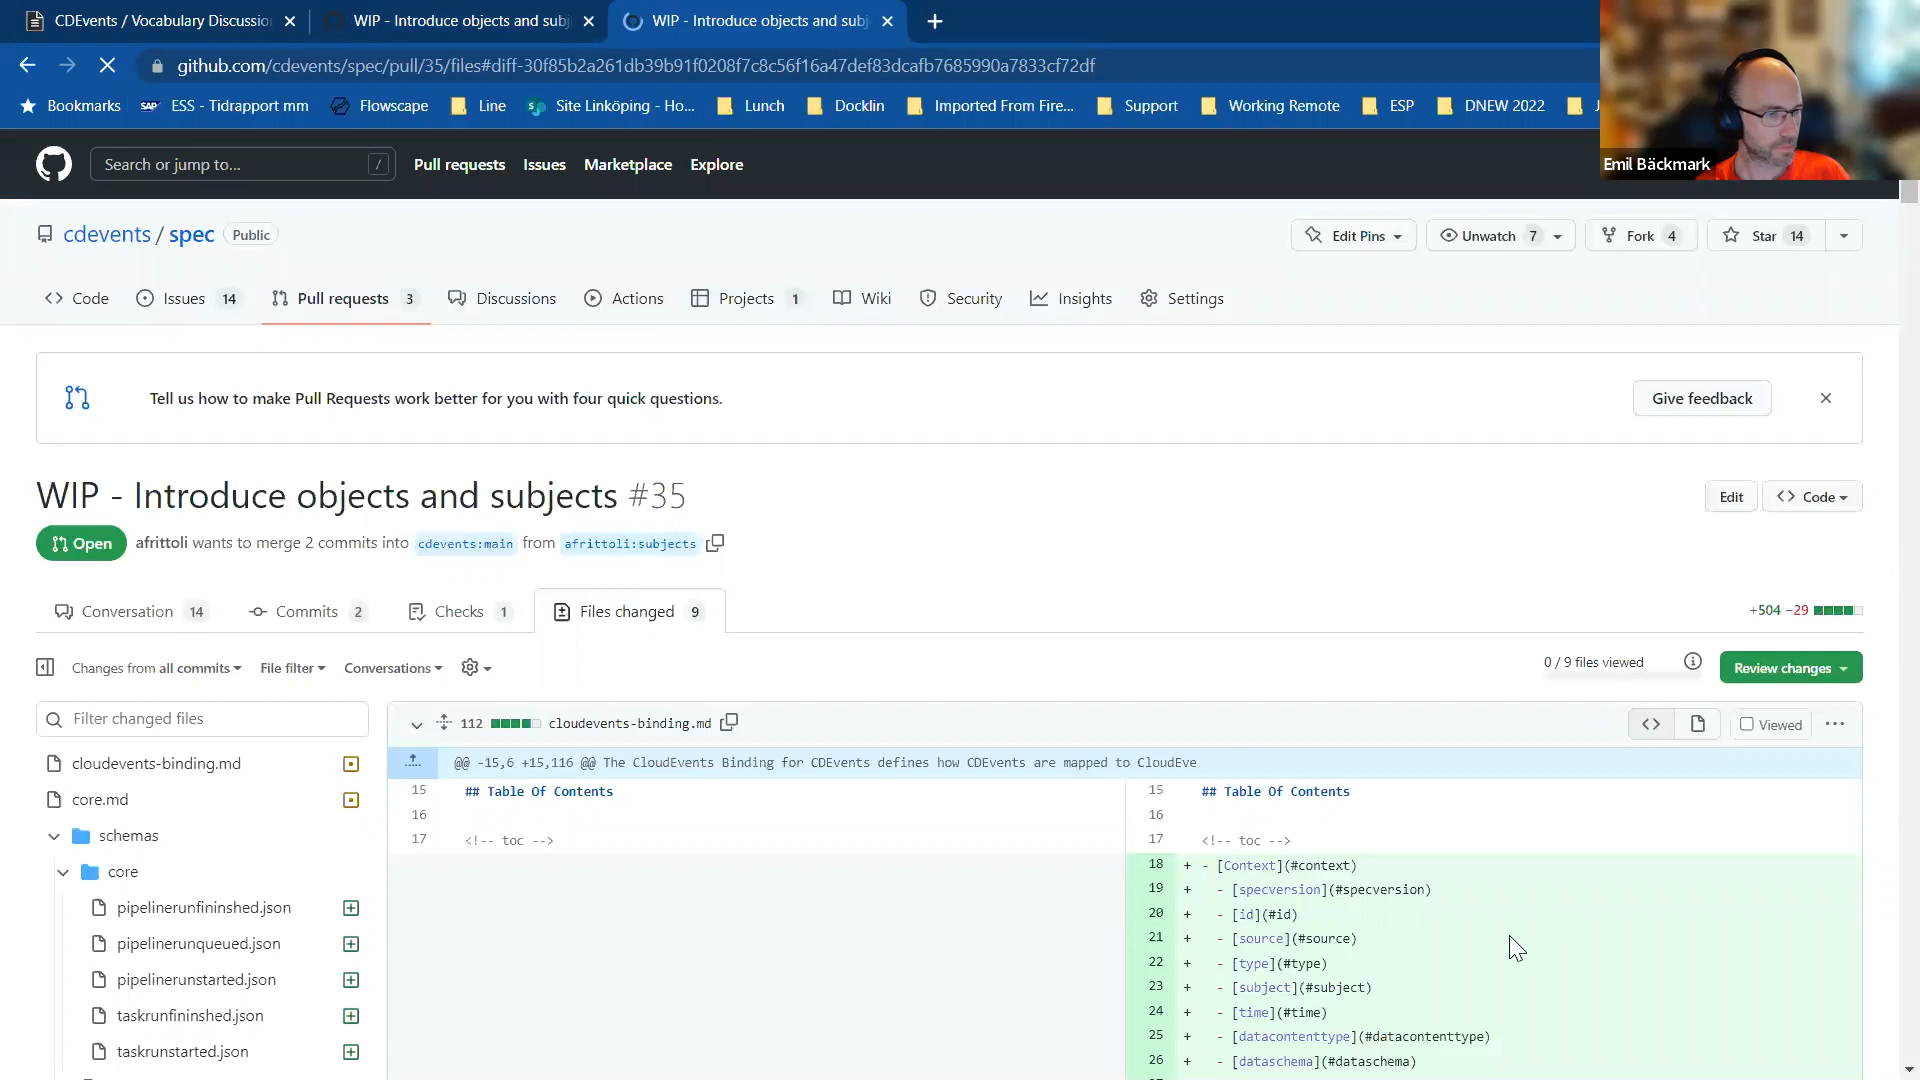 CDEvents / Vocabulary Discussio
WIP - Introduce objects and sub
WIP - Introduce objects and subj
github.com/cdevents/spec/pull/35/files#diff-30f85b2a261db39b91f0208f7c8c56f16a47def83dcafb7685990a7833cf72df
Bookmarks
SAP ESS - Tidrapport mm
Flowscape
Line
Site Linköping - Ho...
Lunch
Docklin
Imported From Fire...
Support
Working Remote
ESP
DNEW 2022
Emil Bäckmark
Search or jump to...
/
Pull requests
Issues
Marketplace
Explore
cdevents / spec
Public
Edit Pins
Unwatch 7
Fork 4
Star 14
Code
Issues 14
Pull requests 3
Discussions
Actions
Projects 1
Wiki
Security
Insights
Settings
Tell us how to make Pull Requests work better for you with four quick questions.
Give feedback
WIP - Introduce objects and subjects #35
Edit
Code
Open
afrittoli wants to merge 2 commits into cdevents:main from afrittoli:subjects
Conversation 14
Commits 2
Checks 1
Files changed 9
+504 −29
Changes from all commits
File filter
Conversations
0 / 9 files viewed
Review changes
Filter changed files
cloudevents-binding.md
core.md
schemas
core
pipelinerunfininshed.json
pipelinerunqueued.json
pipelinerunstarted.json
taskrunfininshed.json
taskrunstarted.json
112 cloudevents-binding.md
Viewed
@@ -15,6 +15,116 @@ The CloudEvents Binding for CDEvents defines how CDEvents are mapped to CloudEve
15 ## Table Of Contents
16
17 <!-- toc -->
15 ## Table Of Contents
16
17 <!-- toc -->
18 + - [Context](#context)
19 + - [specversion](#specversion)
20 + - [id](#id)
21 + - [source](#source)
22 + - [type](#type)
23 + - [subject](#subject)
24 + - [time](#time)
25 + - [datacontenttype](#datacontenttype)
26 + - [dataschema](#dataschema)